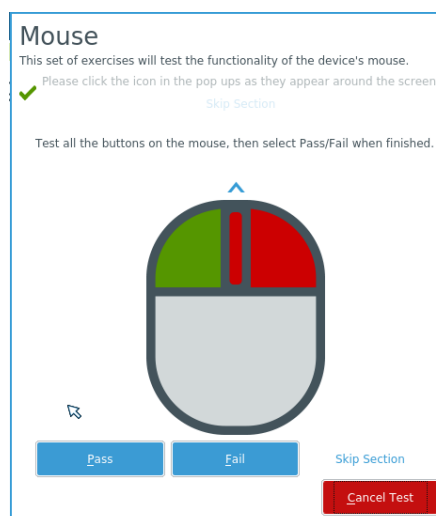 Mouse
This set of exercises will test the functionality of the device's mouse.
Please click the icon in the pop ups as they appear around the screen
Skip Section
Test all the buttons on the mouse, then select Pass/Fail when finished.
Pass Fail Skip Section
Cancel Test